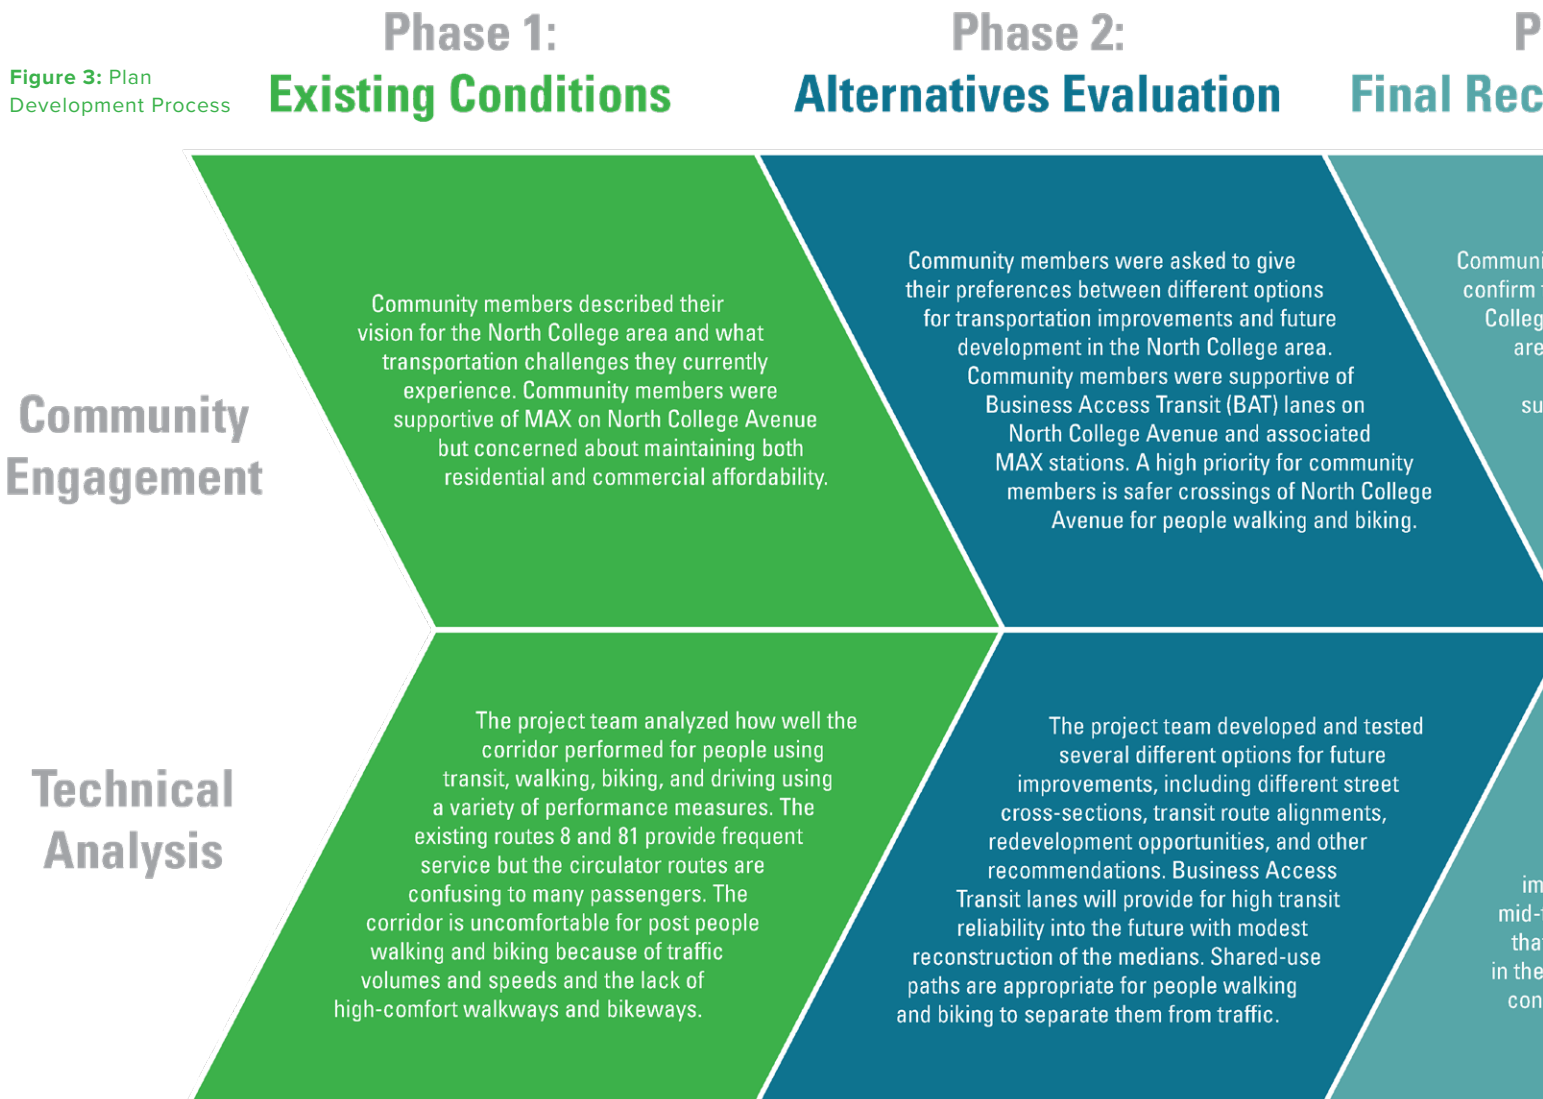 Phase 1:
Phase 2:
P
Figure 3: Plan
Development Process
Existing Conditions
Alternatives Evaluation
Final Rec
Community
Engagement
Community members described their
vision for the North College area and what
transportation challenges they currently
experience. Community members were
supportive of MAX on North College Avenue
but concerned about maintaining both
residential and commercial affordability.
Community members were asked to give
their preferences between different options
for transportation improvements and future
development in the North College area.
Community members were supportive of
Business Access Transit (BAT) lanes on
North College Avenue and associated
MAX stations. A high priority for community
members is safer crossings of North College
Avenue for people walking and biking.
Communi
confirm
Colleg
are
su
Technical
Analysis
The project team analyzed how well the
corridor performed for people using
transit, walking, biking, and driving using
a variety of performance measures. The
existing routes 8 and 81 provide frequent
service but the circulator routes are
confusing to many passengers. The
corridor is uncomfortable for post people
walking and biking because of traffic
volumes and speeds and the lack of
high-comfort walkways and bikeways.
The project team developed and tested
several different options for future
improvements, including different street
cross-sections, transit route alignments,
redevelopment opportunities, and other
recommendations. Business Access
Transit lanes will provide for high transit
reliability into the future with modest
reconstruction of the medians. Shared-use
paths are appropriate for people walking
and biking to separate them from traffic.
im
mid-
tha
in the
con